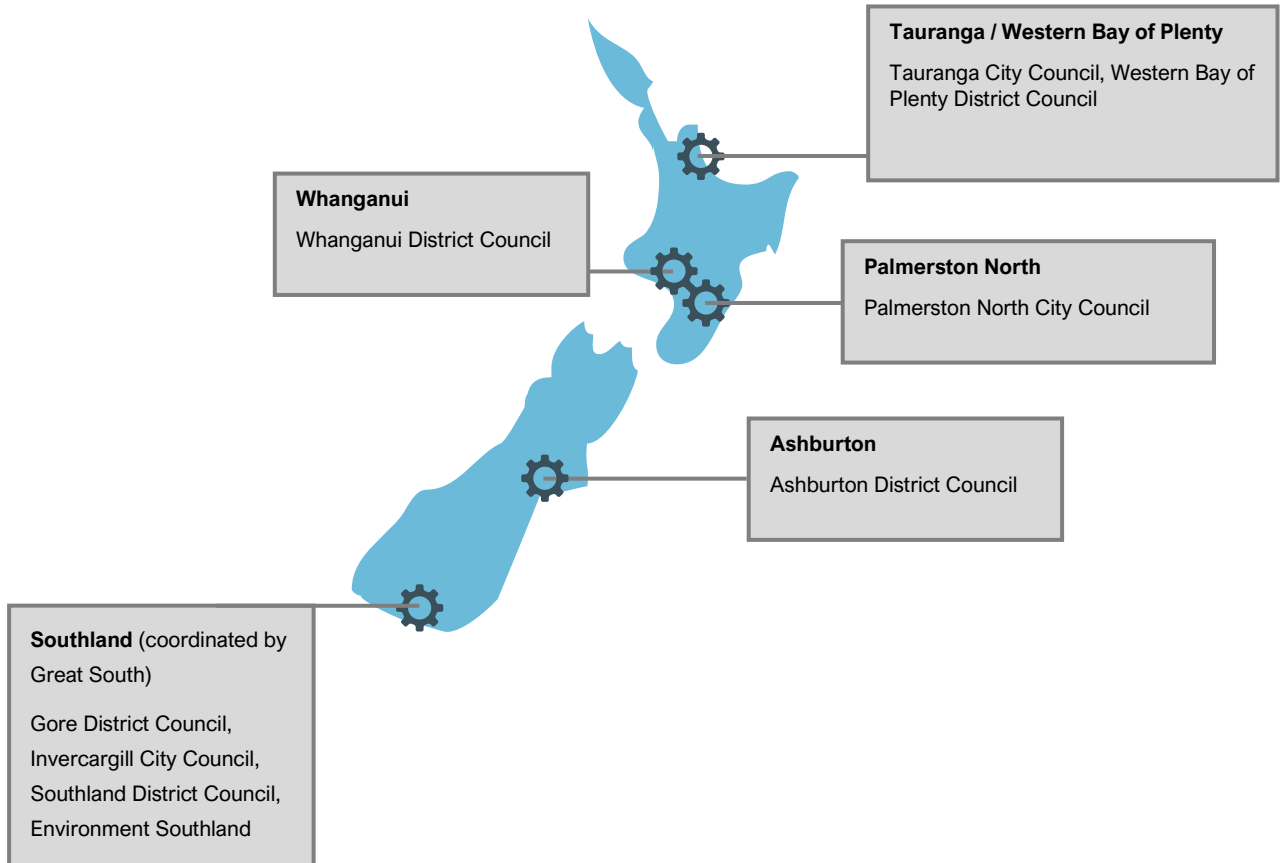 Tauranga / Western Bay of Plenty
Tauranga City Council, Western Bay of
Plenty District Council
Whanganui
Whanganui District Council
Palmerston North
Palmerston North City Council
Ashburton
Ashburton District Council
Southland (coordinated by
Great South)
Gore District Council,
Invercargill City Council,
Southland District Council,
Environment Southland